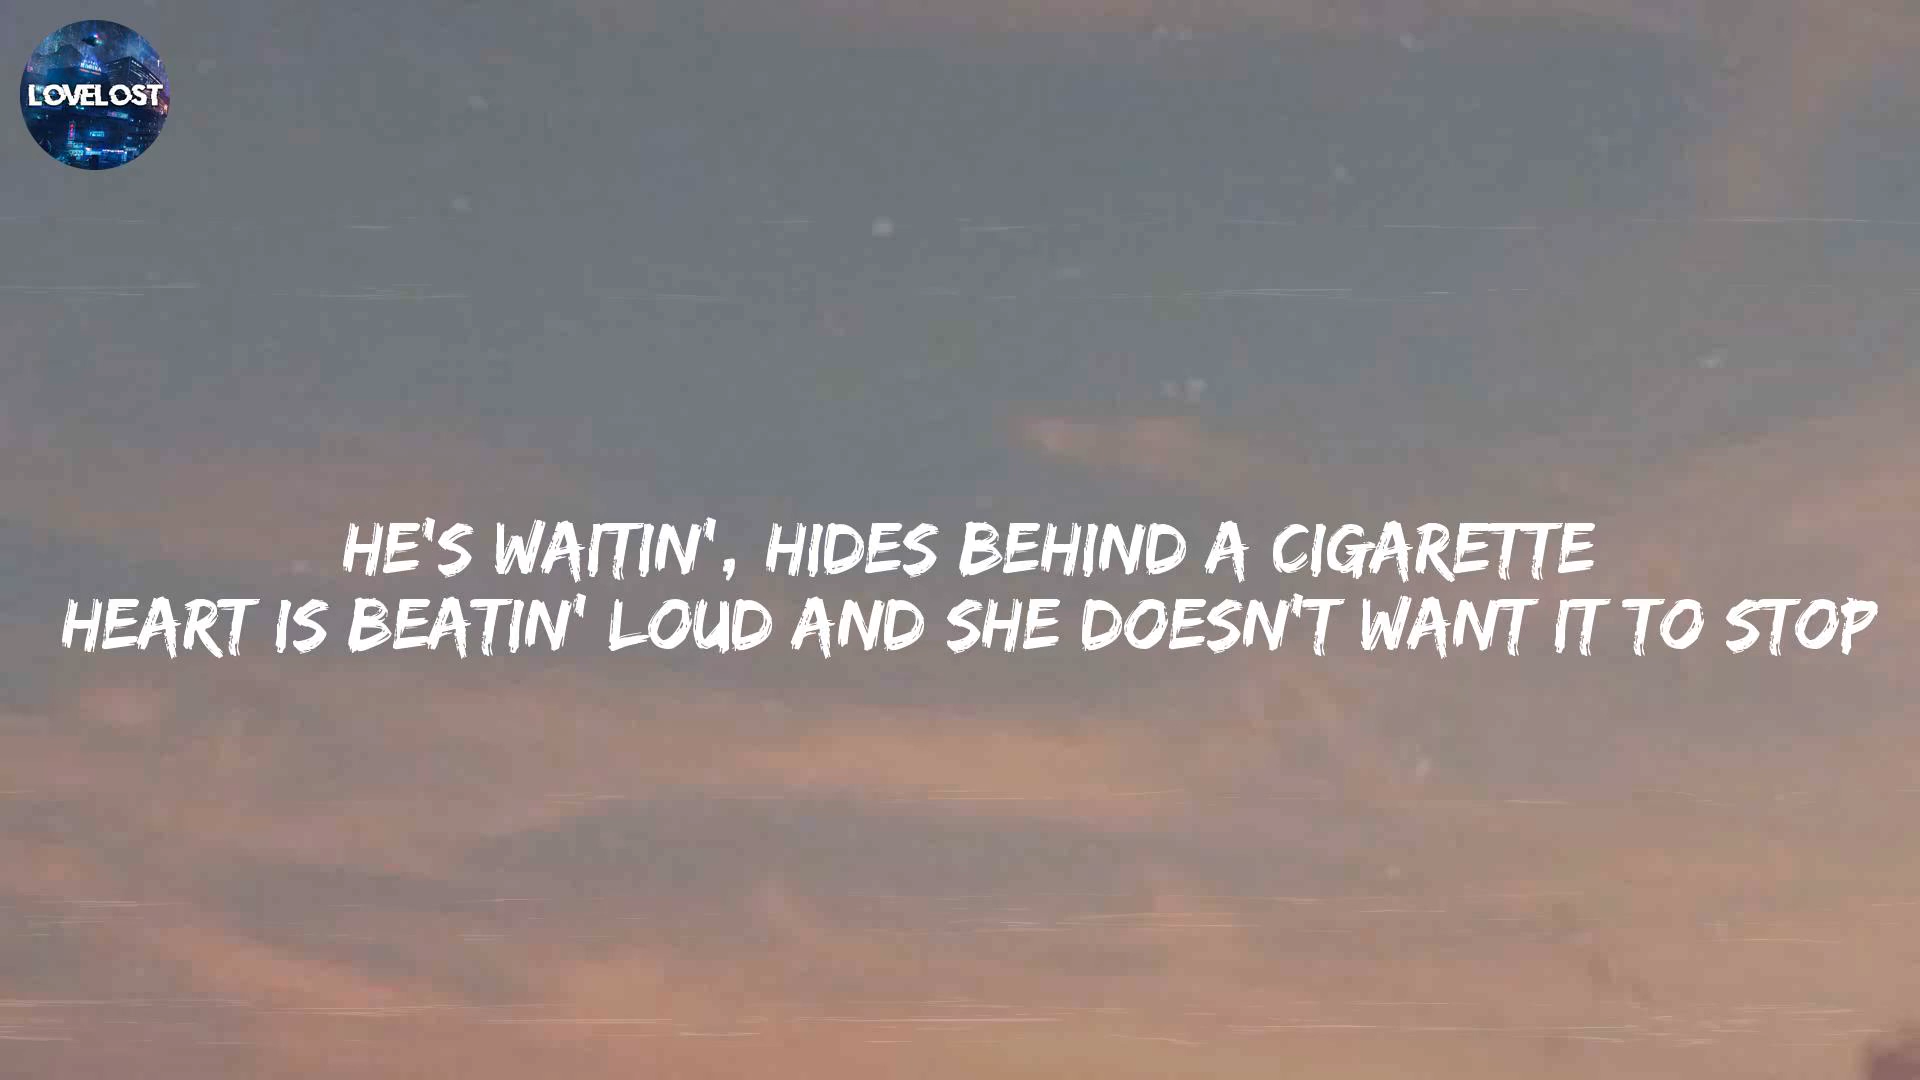 LOVELOST
HE'S WAITIN', HIDES BEHIND A CIGARETTE
HEART IS BEATIN' LOUD AND SHE DOESN'T WANT IT TO STOP